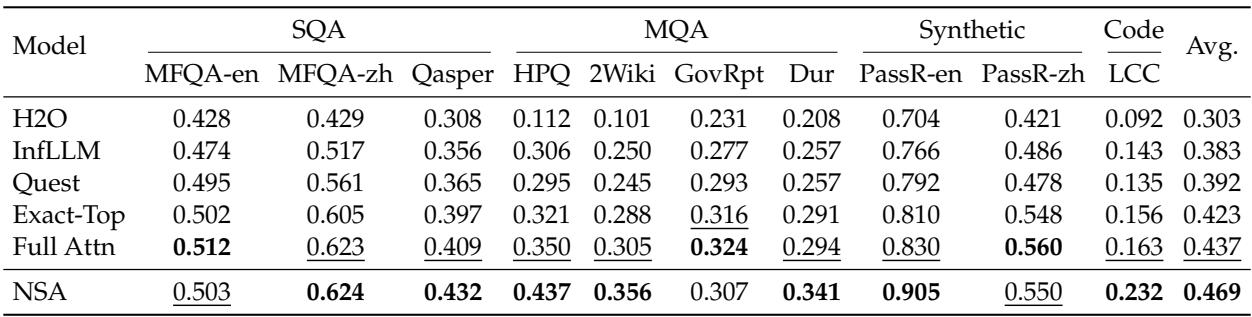 Model SQA MQA Synthetic Code Avg.
MFQA-en MFQA-zh Qasper HPQ 2Wiki GovRpt Dur PassR-en PassR-zh LCC
H2O 0.428 0.429 0.308 0.112 0.101 0.231 0.208 0.704 0.421 0.092 0.303
InfLLM 0.474 0.517 0.356 0.306 0.250 0.277 0.257 0.766 0.486 0.143 0.383
Quest 0.495 0.561 0.365 0.295 0.245 0.293 0.257 0.792 0.478 0.135 0.392
Exact-Top 0.502 0.605 0.397 0.321 0.288 0.316 0.291 0.810 0.548 0.156 0.423
Full Attn 0.512 0.623 0.409 0.350 0.305 0.324 0.294 0.830 0.560 0.163 0.437
NSA 0.503 0.624 0.432 0.437 0.356 0.307 0.341 0.905 0.550 0.232 0.469